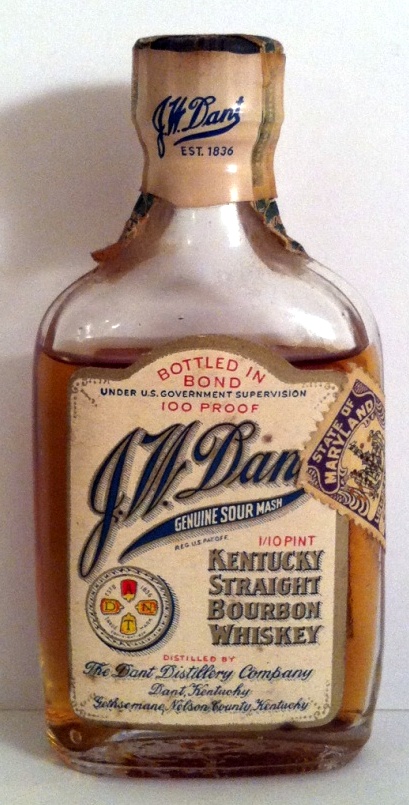 J.W. Dant
EST. 1836
BOTTLED IN
BOND
UNDER U.S. GOVERNMENT SUPERVISION
100 PROOF
J.W. Dan
GENUINE SOUR MASH
REG. U.S. PAT. OFF.
1/10 PINT
KENTUCKY
STRAIGHT
BOURBON
WHISKEY
D A N T
DISTILLED BY
The Dant Distillery Company
Dant, Kentucky
Gethsemane, Nelson County, Kentucky
STATE OF
MARYLAND